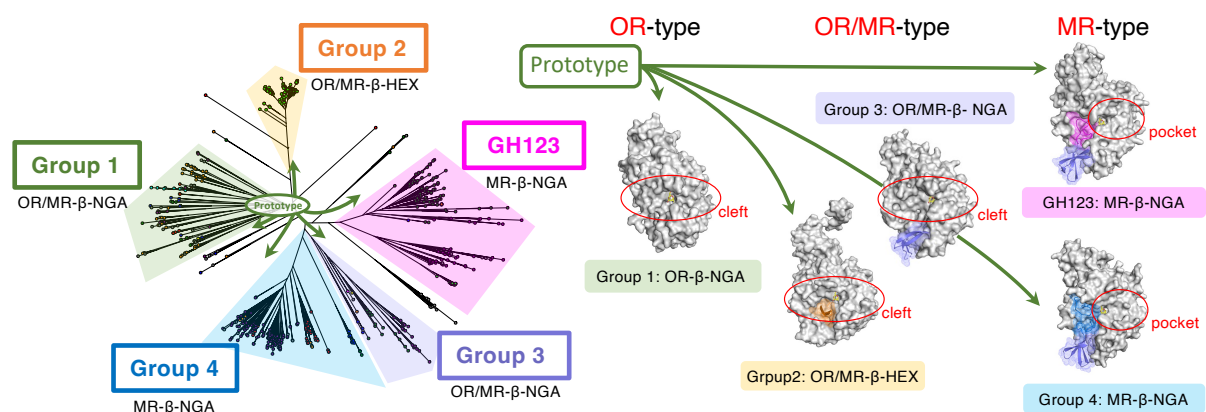 Group 2
OR/MR-β-HEX
Group 1
OR/MR-β-NGA
Prototype
GH123
MR-β-NGA
Group 4
MR-β-NGA
Group 3
OR/MR-β-NGA
OR-type
OR/MR-type
MR-type
Prototype
Group 3: OR/MR-β- NGA
pocket
cleft
cleft
GH123: MR-β-NGA
Group 1: OR-β-NGA
cleft
pocket
Grpup2: OR/MR-β-HEX
Group 4: MR-β-NGA